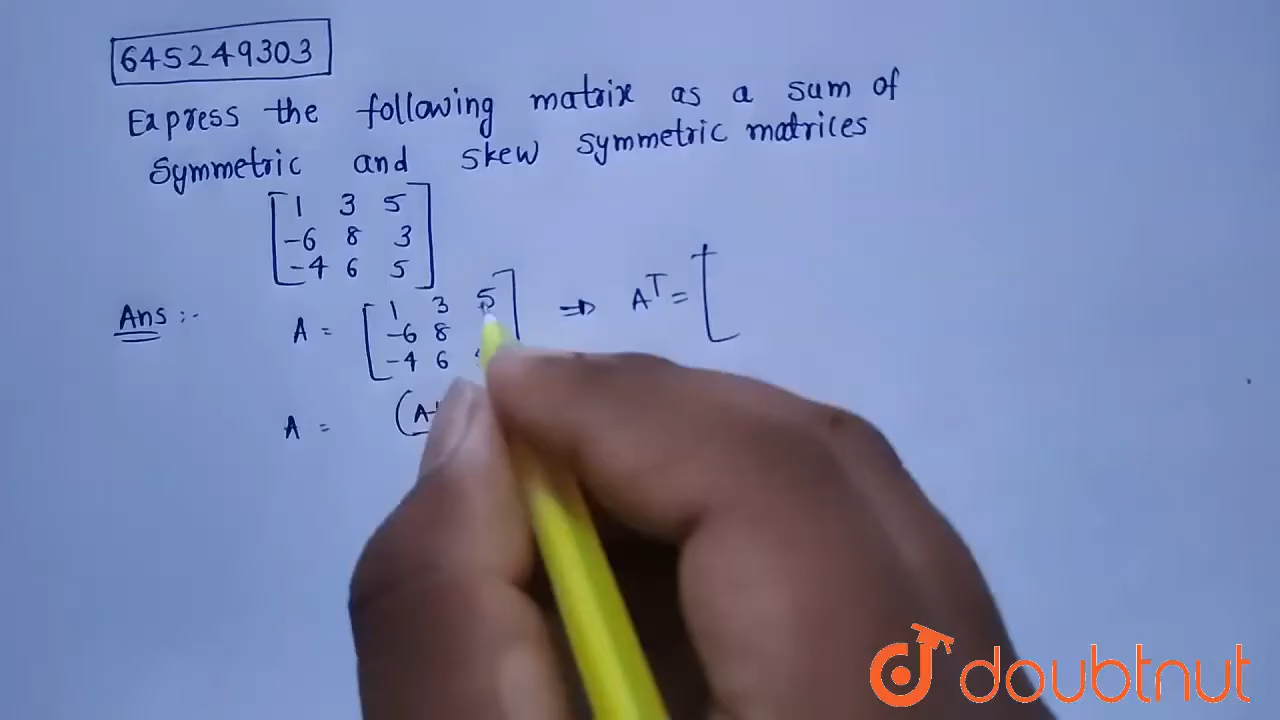 645249303
Express the following matrix as a sum of
Symmetric and skew symmetric matrices
1 3 5
-6 8 3
-4 6 5
Ans :- A = [ 1 3 5 ] ⇒ A^T = [
-6 8
-4 6
A = (A
doubtnut